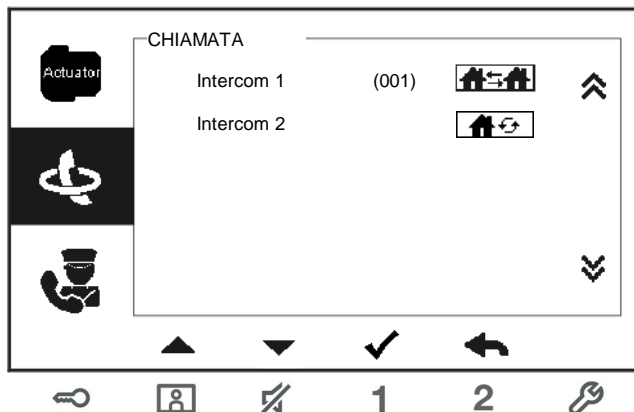 CHIAMATA
Actuator
Intercom 1 (001)
Intercom 2
1 2